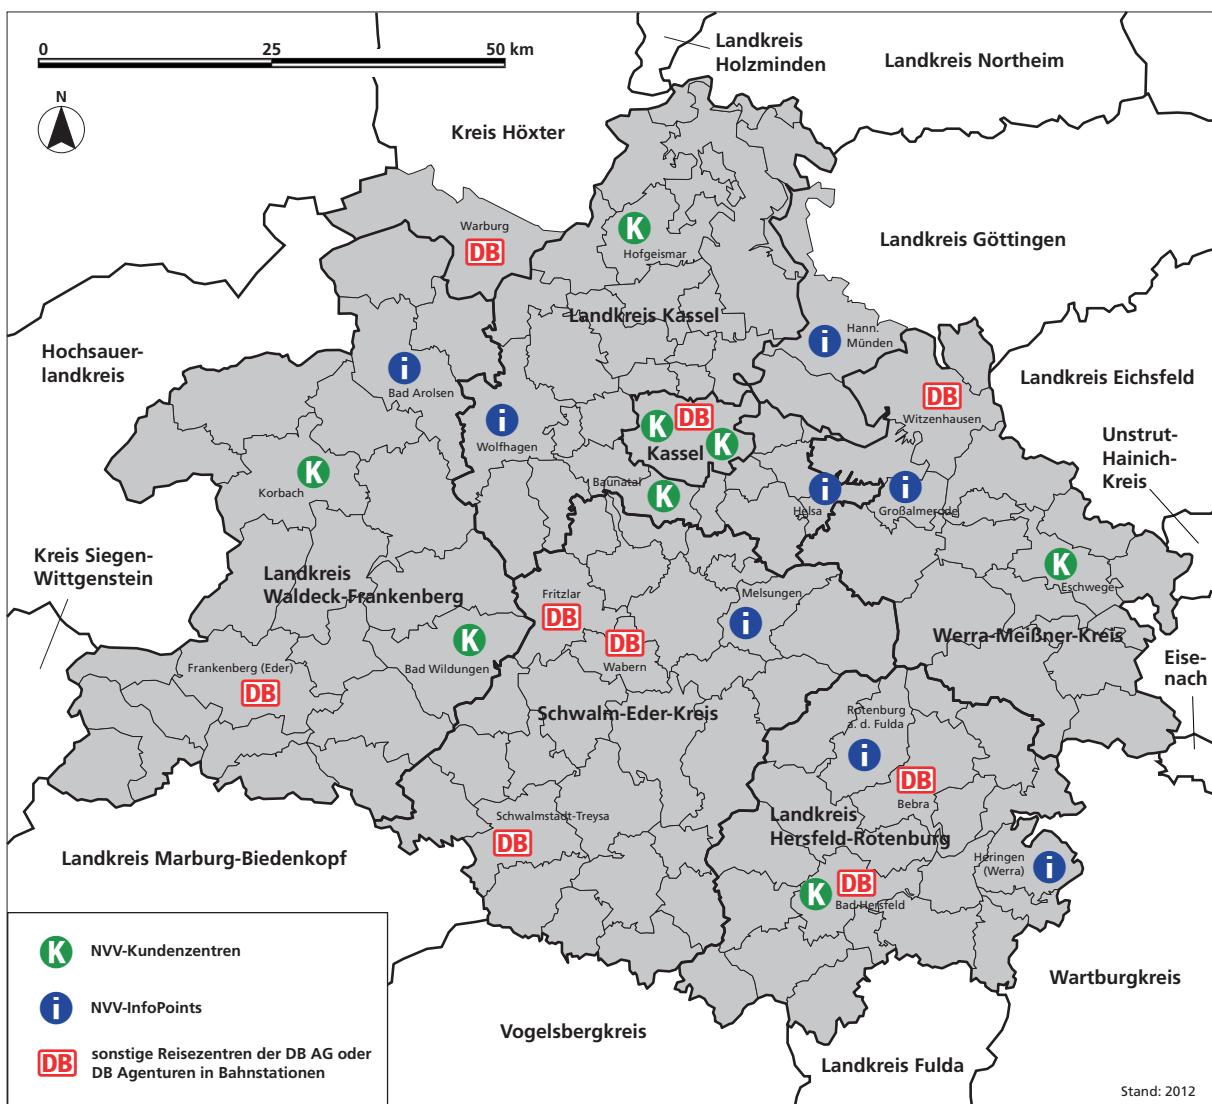 0 25 50 km
N
Landkreis
Holzminden
Landkreis Northeim
Kreis Höxter
Warburg
DB
K
Hofgeismar
Landkreis Göttingen
Landkreis Kassel
Hann.
Münden
i
Hochsauer-
landkreis
i
Bad Arolsen
Landkreis Eichsfeld
DB
Witzenhausen
i
Wolfhagen
K
DB
K
Kassel
Unstrut-
Hainich-
Kreis
K
Korbach
Baunatal
K
i
Helsa
i
Großalmerode
Kreis Siegen-
Wittgenstein
Landkreis
Waldeck-Frankenberg
K
Eschwege
Fritzlar
DB
DB
Wabern
Melsungen
i
Werra-Meißner-Kreis
K
Bad Wildungen
Frankenberg (Eder)
DB
Eise-
nach
Schwalm-Eder-Kreis
Rotenburg
a. d. Fulda
i
DB
Bebra
Schwalmstadt-Treysa
DB
Landkreis
Hersfeld-Rotenburg
Landkreis Marburg-Biedenkopf
Heringen
(Werra)
i
K
DB
Bad Hersfeld
K NVV-Kundenzentren
i NVV-InfoPoints
DB sonstige Reisezentren der DB AG oder
DB Agenturen in Bahnstationen
Wartburgkreis
Vogelsbergkreis
Landkreis Fulda
Stand: 2012